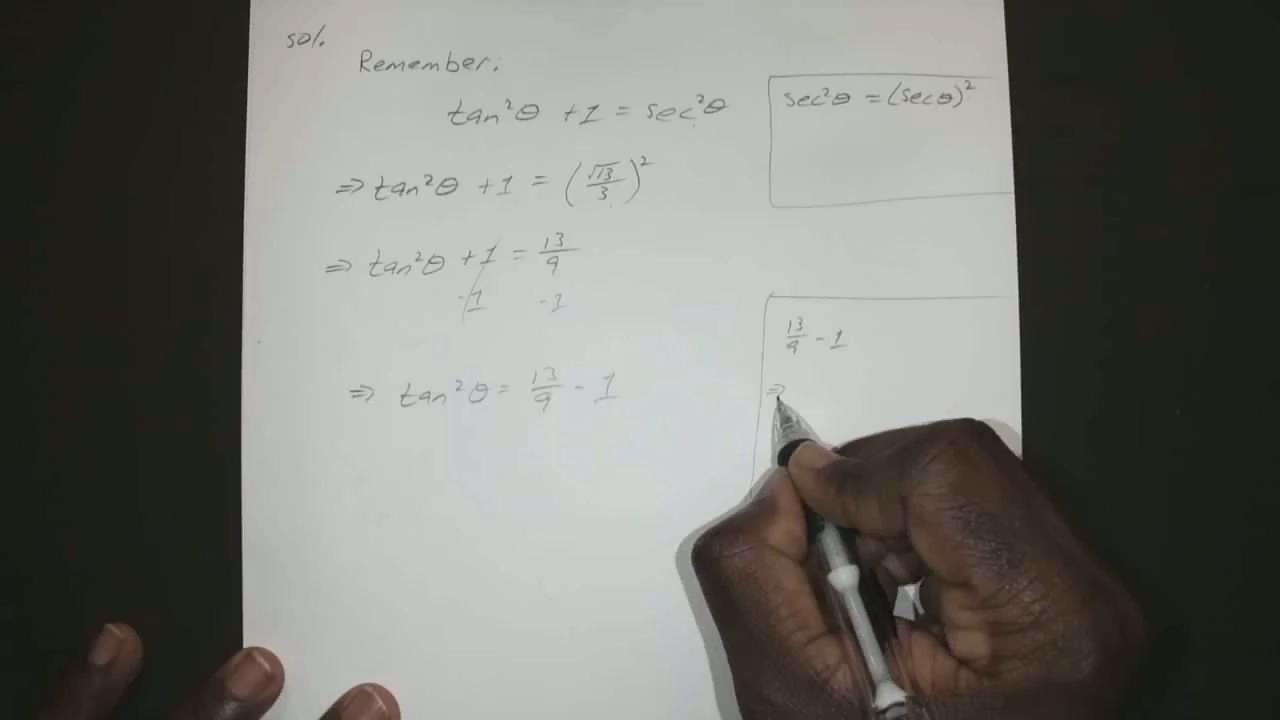 sol.
Remember:
tan²θ + 1 = sec²θ
⇒ tan²θ + 1 = (√13/3)²
⇒ tan²θ + 1 = 13/9
-1 -1
⇒ tan²θ = 13/9 - 1
sec²θ = (secθ)²
13/9 - 1
⇒